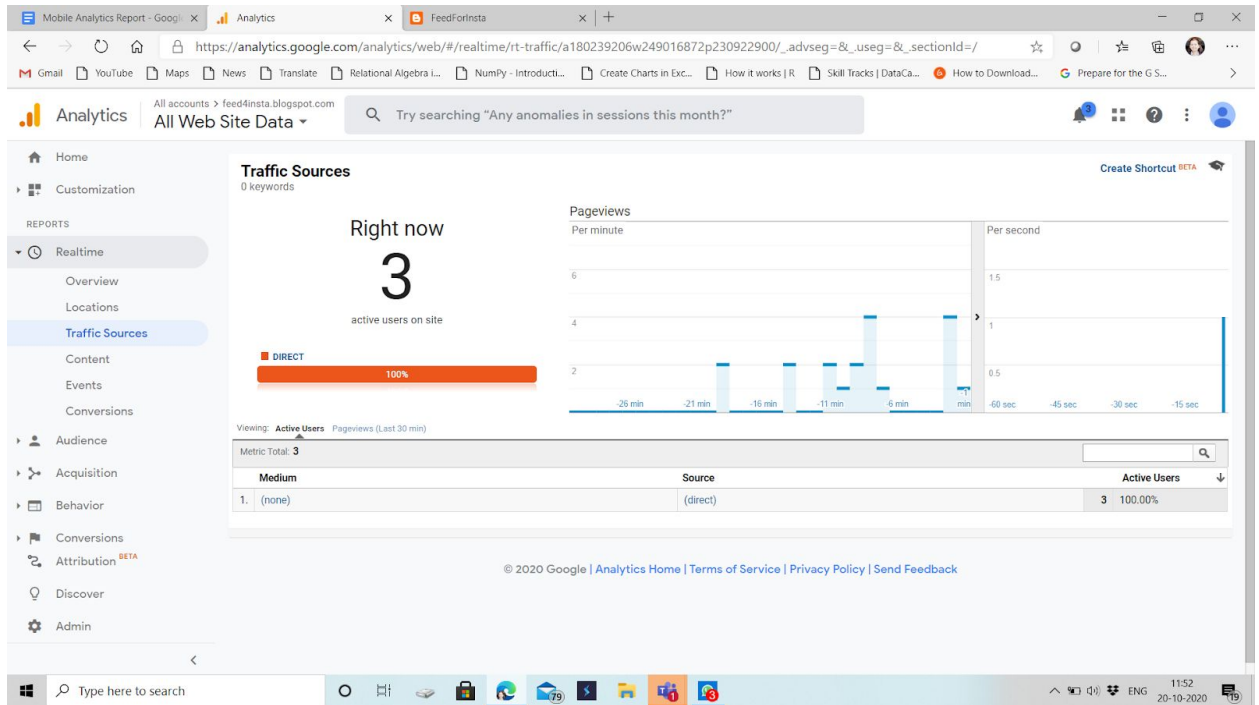 Mobile Analytics Report - Googl
Analytics
FeedForInsta
https://analytics.google.com/analytics/web/#/realtime/rt-traffic/a180239206w249016872p230922900/_.advseg=&_.useg=&_.sectionId=/
Gmail YouTube Maps News Translate Relational Algebra i... NumPy - Introducti... Create Charts in Exc... How it works | R Skill Tracks | DataCa... How to Download... Prepare for the G S...
Analytics
All accounts > feed4insta.blogspot.com
All Web Site Data
Try searching "Any anomalies in sessions this month?"
3
Home
Customization
REPORTS
Realtime
Overview
Locations
Traffic Sources
Content
Events
Conversions
Audience
Acquisition
Behavior
Conversions
Attribution BETA
Discover
Admin
Traffic Sources
0 keywords
Create Shortcut BETA
Right now
3
active users on site
DIRECT
100%
Pageviews
Per minute
6
4
2
-26 min -21 min -16 min -11 min -6 min -1 min
Per second
1.5
1
0.5
-60 sec -45 sec -30 sec -15 sec
Viewing: Active Users Pageviews (Last 30 min)
Metric Total: 3
Medium Source Active Users
1. (none) (direct) 3 100.00%
© 2020 Google | Analytics Home | Terms of Service | Privacy Policy | Send Feedback
Type here to search
79
1
3
ENG
11:52
20-10-2020
19